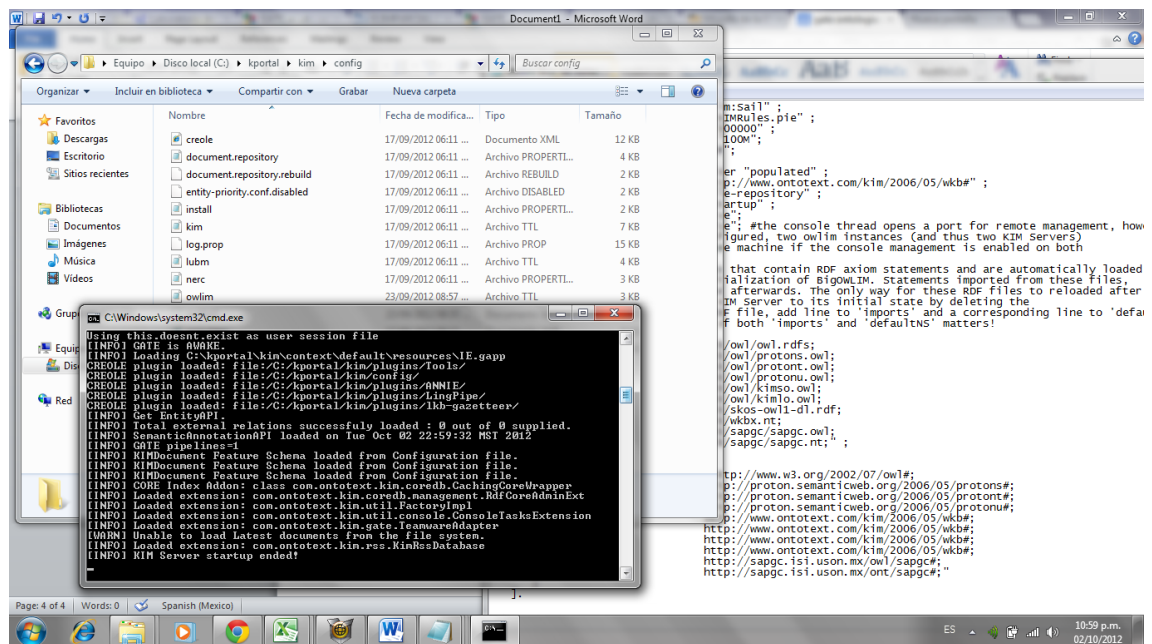 Document1 - Microsoft Word
Equipo ▸ Disco local (C:) ▸ kportal ▸ kim ▸ config
Buscar config
Organizar
Incluir en biblioteca
Compartir con
Grabar
Nueva carpeta
Favoritos
Descargas
Escritorio
Sitios recientes
Bibliotecas
Documentos
Imágenes
Música
Vídeos
Grup
Equip
Dis
Red
Nombre Fecha de modifica... Tipo Tamaño
creole 17/09/2012 06:11 ... Documento XML 12 KB
document.repository 17/09/2012 06:11 ... Archivo PROPERTI... 4 KB
document.repository.rebuild 17/09/2012 06:11 ... Archivo REBUILD 2 KB
entity-priority.conf.disabled 17/09/2012 06:11 ... Archivo DISABLED 2 KB
install 17/09/2012 06:11 ... Archivo PROPERTI... 2 KB
kim 17/09/2012 06:11 ... Archivo TTL 7 KB
log.prop 17/09/2012 06:11 ... Archivo PROP 15 KB
lubm 17/09/2012 06:11 ... Archivo TTL 4 KB
nerc 17/09/2012 06:11 ... Archivo PROPERTI... 3 KB
owlim 23/09/2012 08:57 ... Archivo TTL 3 KB
C:\Windows\system32\cmd.exe
Using this.doesnt.exist as user session file
[INFO] GATE is AWAKE.
[INFO] Loading C:\kportal\kim\context\default\resources\IE.gapp
CREOLE plugin loaded: file:/C:/kportal/kim/plugins/Tools/
CREOLE plugin loaded: file:/C:/kportal/kim/config/
CREOLE plugin loaded: file:/C:/kportal/kim/plugins/ANNIE/
CREOLE plugin loaded: file:/C:/kportal/kim/plugins/LingPipe/
CREOLE plugin loaded: file:/C:/kportal/kim/plugins/lkb-gazetteer/
[INFO] Get EntityAPI.
[INFO] Total external relations successfuly loaded : 0 out of 0 supplied.
[INFO] SemanticAnnotationAPI loaded on Tue Oct 02 22:59:32 MST 2012
[INFO] GATE pipelines=1
[INFO] KIMDocument Feature Schema loaded from Configuration file.
[INFO] KIMDocument Feature Schema loaded from Configuration file.
[INFO] KIMDocument Feature Schema loaded from Configuration file.
[INFO] CORE Index Addon: class com.ontotext.kim.coredb.CachingCoreWrapper
[INFO] Loaded extension: com.ontotext.kim.coredb.management.RdfCoreAdminExt
[INFO] Loaded extension: com.ontotext.kim.util.FactoryImpl
[INFO] Loaded extension: com.ontotext.kim.util.console.ConsoleTasksExtension
[INFO] Loaded extension: com.ontotext.kim.gate.TeamwareAdapter
[WARN] Unable to load Latest documents from the file system.
[INFO] Loaded extension: com.ontotext.kim.rss.KimRssDatabase
[INFO] KIM Server startup ended!
m:Sail" ;
IMRules.pie" ;
00000" ;
100M";
";
er "populated" ;
p://www.ontotext.com/kim/2006/05/wkb#" ;
e-repository" ;
artup" ;
e";
e"; #the console thread opens a port for remote management, howe
igured, two owlim instances (and thus two KIM Servers)
e machine if the console management is enabled on both
that contain RDF axiom statements and are automatically loaded
ialization of BigOWLIM. Statements imported from these files,
afterwards. The only way for these RDF files to reloaded after
IM Server to its initial state by deleting the
F file, add line to 'imports' and a corresponding line to 'defau
f both 'imports' and 'defaultNS' matters!
/owl/owl.rdfs;
/owl/protons.owl;
/owl/protont.owl;
/owl/protonu.owl;
/owl/kimso.owl;
/owl/kimlo.owl;
/skos-owl1-dl.rdf;
/wkbx.nt;
/sapgc/sapgc.owl;
/sapgc/sapgc.nt;" ;
tp://www.w3.org/2002/07/owl#;
p://proton.semanticweb.org/2006/05/protons#;
p://proton.semanticweb.org/2006/05/protont#;
p://proton.semanticweb.org/2006/05/protonu#;
p://www.ontotext.com/kim/2006/05/wkb#;
http://www.ontotext.com/kim/2006/05/wkb#;
http://www.ontotext.com/kim/2006/05/wkb#;
http://www.ontotext.com/kim/2006/05/wkb#;
http://sapgc.isi.uson.mx/owl/sapgc#;
http://sapgc.isi.uson.mx/ont/sapgc#;"
].
Page: 4 of 4 Words: 0 Spanish (Mexico)
ES
10:59 p.m.
02/10/2012